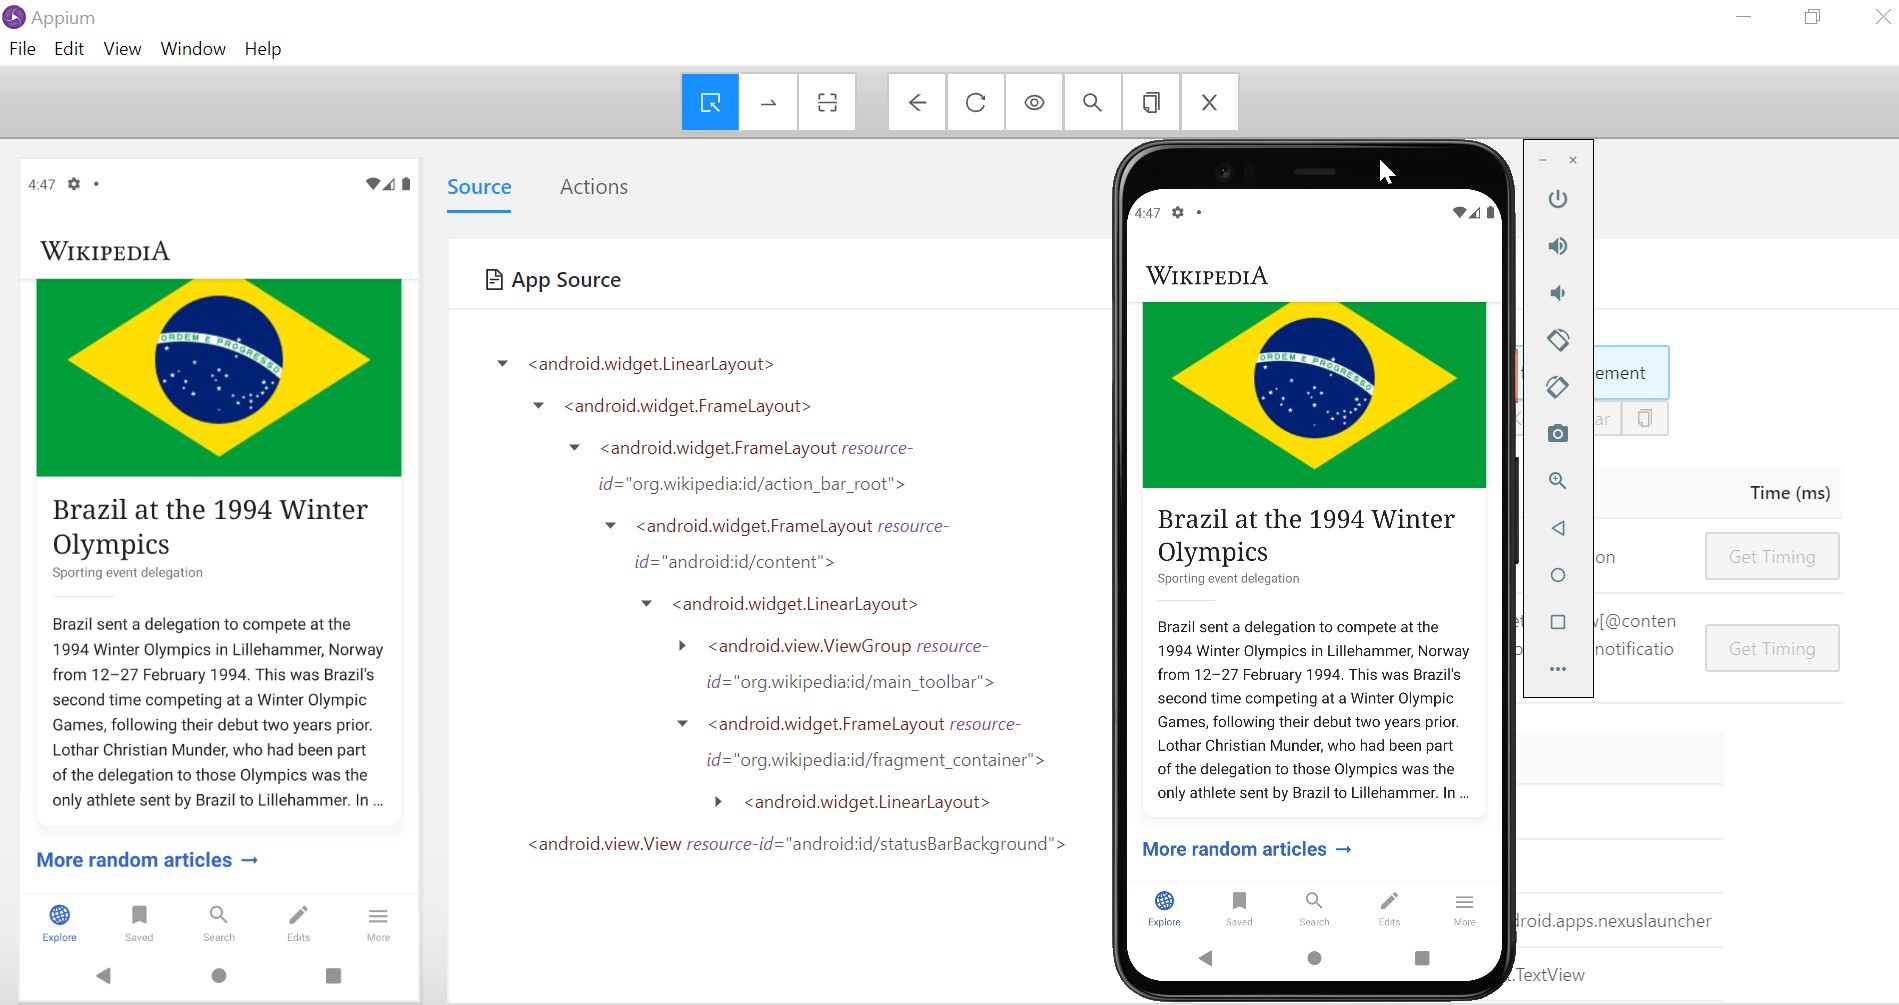 Appium
File Edit View Window Help
4:47
WIKIPEDIA
ORDEM E PROGRESSO
Brazil at the 1994 Winter
Olympics
Sporting event delegation
Brazil sent a delegation to compete at the
1994 Winter Olympics in Lillehammer, Norway
from 12–27 February 1994. This was Brazil's
second time competing at a Winter Olympic
Games, following their debut two years prior.
Lothar Christian Munder, who had been part
of the delegation to those Olympics was the
only athlete sent by Brazil to Lillehammer. In ...
More random articles →
Explore Saved Search Edits More
Source Actions
App Source
<android.widget.LinearLayout>
<android.widget.FrameLayout>
<android.widget.FrameLayout resource-
id="org.wikipedia:id/action_bar_root">
<android.widget.FrameLayout resource-
id="android:id/content">
<android.widget.LinearLayout>
<android.view.ViewGroup resource-
id="org.wikipedia:id/main_toolbar">
<android.widget.FrameLayout resource-
id="org.wikipedia:id/fragment_container">
<android.widget.LinearLayout>
<android.view.View resource-id="android:id/statusBarBackground">
4:47
WIKIPEDIA
ORDEM E PROGRESSO
Brazil at the 1994 Winter
Olympics
Sporting event delegation
Brazil sent a delegation to compete at the
1994 Winter Olympics in Lillehammer, Norway
from 12–27 February 1994. This was Brazil's
second time competing at a Winter Olympic
Games, following their debut two years prior.
Lothar Christian Munder, who had been part
of the delegation to those Olympics was the
only athlete sent by Brazil to Lillehammer. In ...
More random articles →
Explore Saved Search Edits More
ement
ar
Time (ms)
on
Get Timing
[@conten
notificatio
Get Timing
droid.apps.nexuslauncher
t.TextView